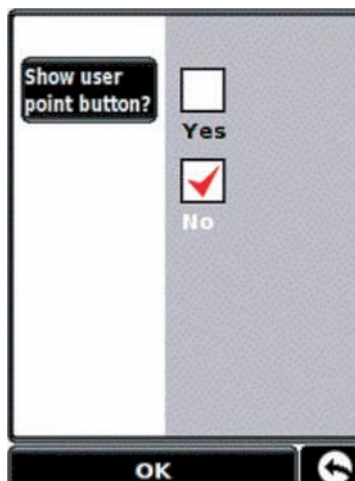 Show user
point button?
Yes
No
OK